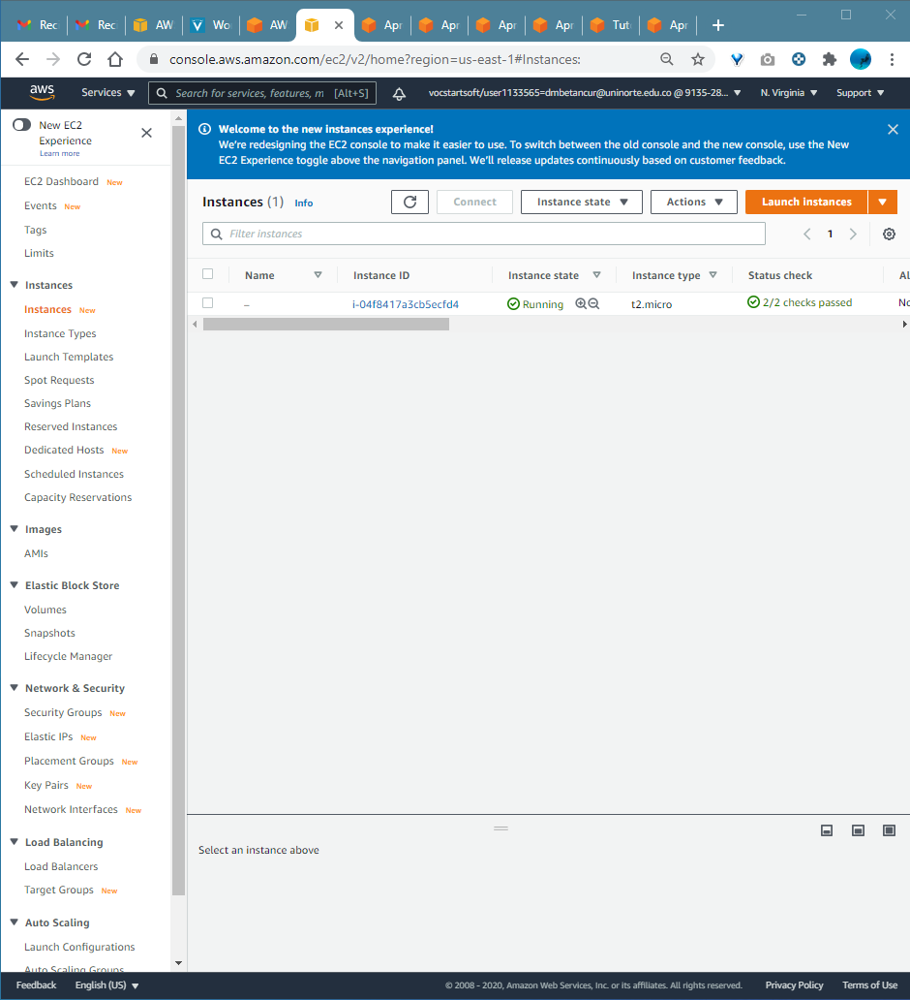 Rec
Rec
AW
Wo
AW
Apr
Apr
Apr
Apr
Tut
Apr
console.aws.amazon.com/ec2/v2/home?region=us-east-1#Instances:
aws
Services
Search for services, features, m [Alt+S]
vocstartsoft/user1133565=dmbetancur@uninorte.edu.co @ 9135-28...
N. Virginia
Support
New EC2
Experience
Learn more
EC2 Dashboard New
Events New
Tags
Limits
Instances
Instances New
Instance Types
Launch Templates
Spot Requests
Savings Plans
Reserved Instances
Dedicated Hosts New
Scheduled Instances
Capacity Reservations
Images
AMIs
Elastic Block Store
Volumes
Snapshots
Lifecycle Manager
Network & Security
Security Groups New
Elastic IPs New
Placement Groups New
Key Pairs New
Network Interfaces New
Load Balancing
Load Balancers
Target Groups New
Auto Scaling
Launch Configurations
Auto Scaling Groups
Welcome to the new instances experience!
We're redesigning the EC2 console to make it easier to use. To switch between the old console and the new console, use the New
EC2 Experience toggle above the navigation panel. We'll release updates continuously based on customer feedback.
Instances (1) Info
Connect
Instance state
Actions
Launch instances
Filter instances
1
Name
Instance ID
Instance state
Instance type
Status check
Al
–
i-04f8417a3cb5ecfd4
Running
t2.micro
2/2 checks passed
No
Select an instance above
Feedback
English (US)
© 2008 - 2020, Amazon Web Services, Inc. or its affiliates. All rights reserved.
Privacy Policy
Terms of Use